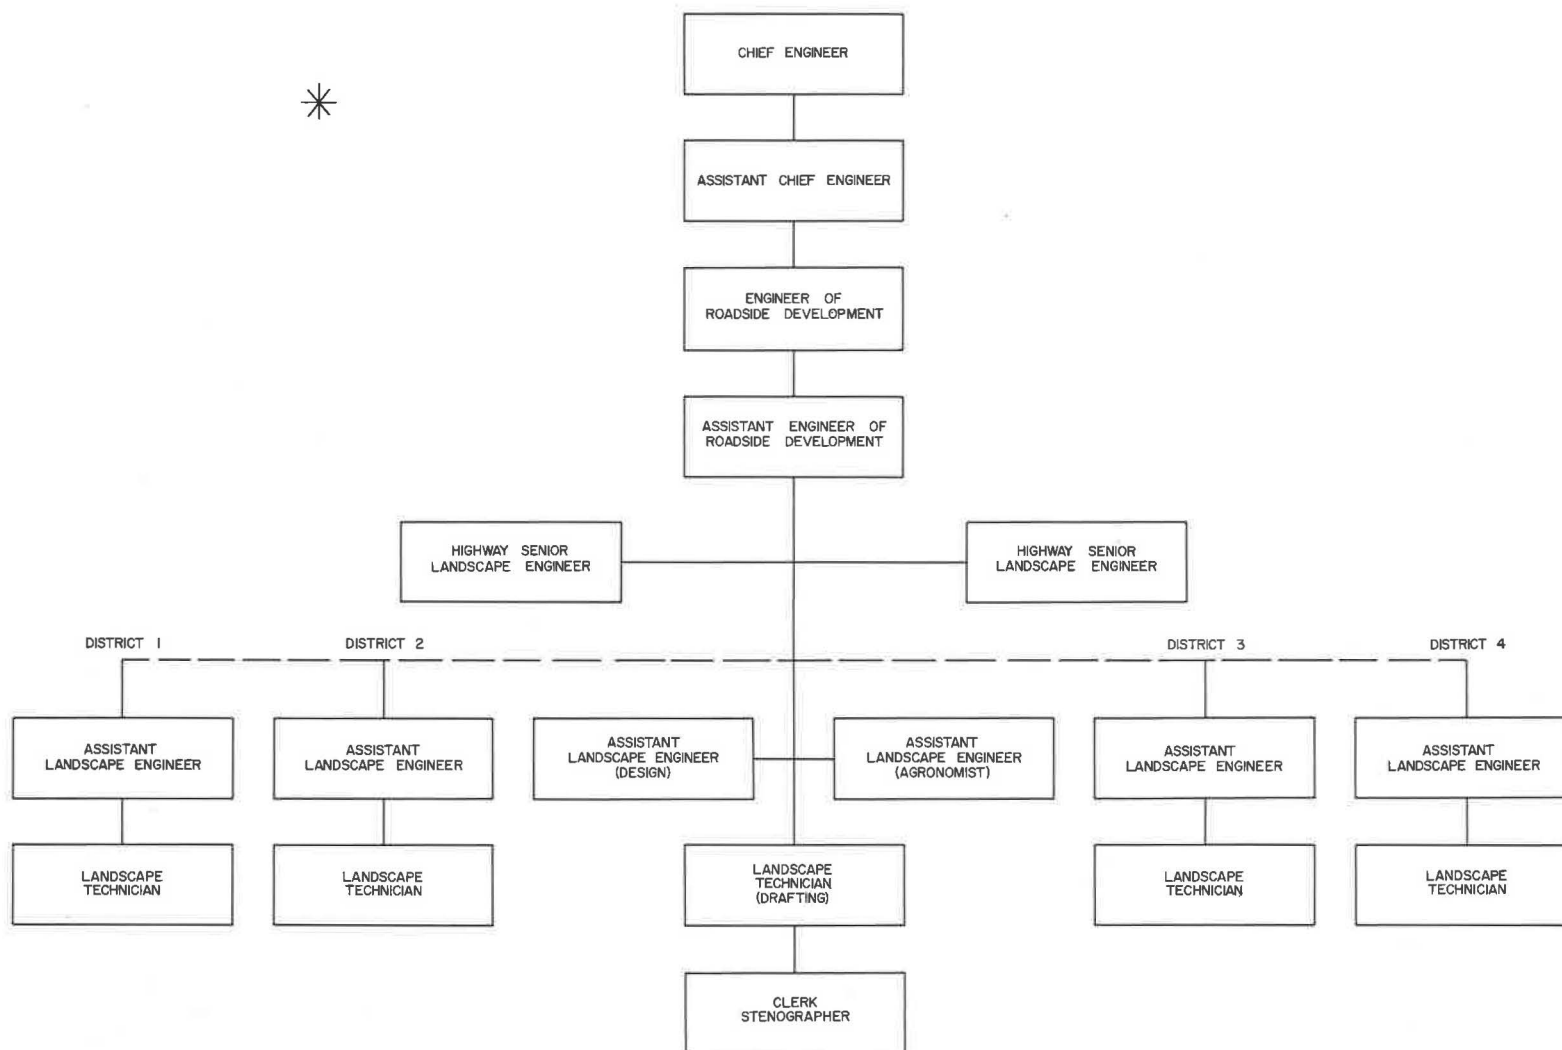 CHIEF ENGINEER
ASSISTANT CHIEF ENGINEER
ENGINEER OF
ROADSIDE DEVELOPMENT
ASSISTANT ENGINEER OF
ROADSIDE DEVELOPMENT
HIGHWAY SENIOR
LANDSCAPE ENGINEER
HIGHWAY SENIOR
LANDSCAPE ENGINEER
DISTRICT 1
DISTRICT 2
DISTRICT 3
DISTRICT 4
ASSISTANT
LANDSCAPE ENGINEER
ASSISTANT
LANDSCAPE ENGINEER
ASSISTANT
LANDSCAPE ENGINEER
(DESIGN)
ASSISTANT
LANDSCAPE ENGINEER
(AGRONOMIST)
ASSISTANT
LANDSCAPE ENGINEER
ASSISTANT
LANDSCAPE ENGINEER
LANDSCAPE
TECHNICIAN
LANDSCAPE
TECHNICIAN
LANDSCAPE
TECHNICIAN
(DRAFTING)
LANDSCAPE
TECHNICIAN
LANDSCAPE
TECHNICIAN
CLERK
STENOGRAPHER